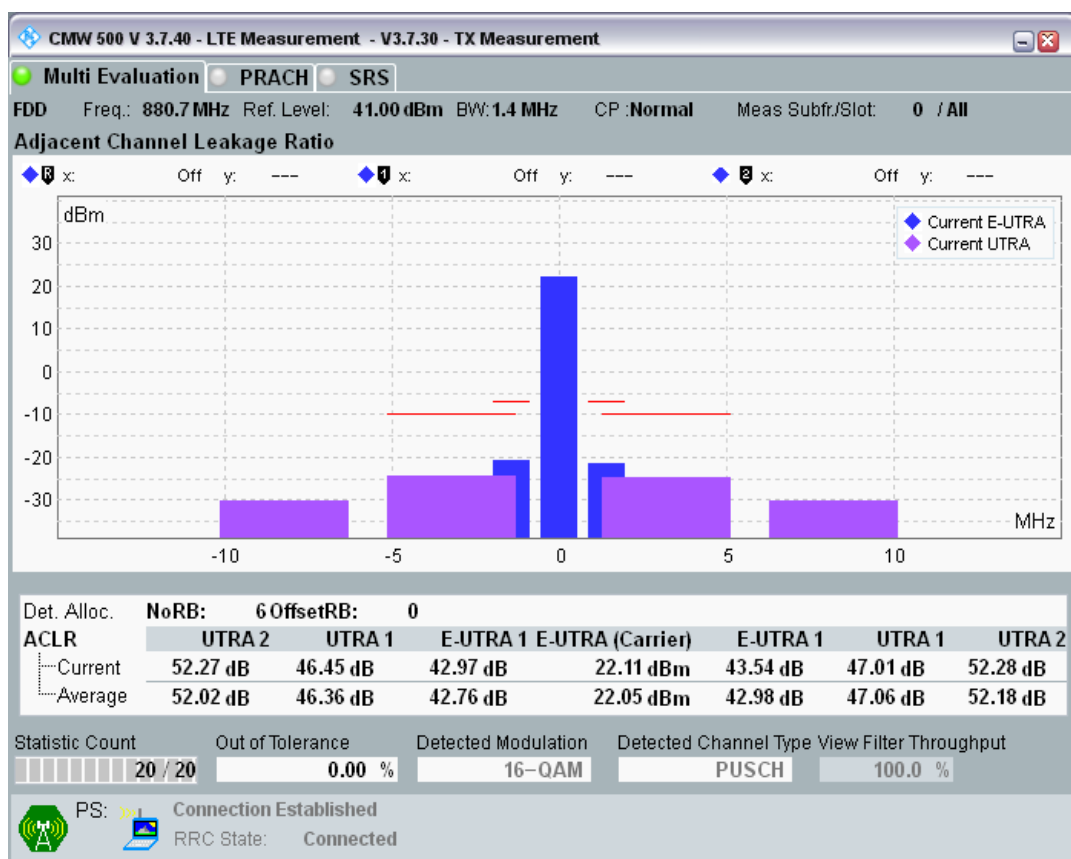 CMW 500 V 3.7.40 - LTE Measurement - V3.7.30 - TX Measurement
Multi Evaluation PRACH SRS
FDD Freq.: 880.7 MHz Ref. Level: 41.00 dBm BW: 1.4 MHz CP :Normal Meas Subfr./Slot: 0 / All
Adjacent Channel Leakage Ratio
R x: Off y: --- 1 x: Off y: --- 2 x: Off y: ---
dBm
Current E-UTRA
Current UTRA
30
20
10
0
-10
-20
-30
MHz
-10 -5 0 5 10
Det. Alloc. NoRB: 6 OffsetRB: 0
ACLR UTRA 2 UTRA 1 E-UTRA 1 E-UTRA (Carrier) E-UTRA 1 UTRA 1 UTRA 2
Current 52.27 dB 46.45 dB 42.97 dB 22.11 dBm 43.54 dB 47.01 dB 52.28 dB
Average 52.02 dB 46.36 dB 42.76 dB 22.05 dBm 42.98 dB 47.06 dB 52.18 dB
Statistic Count Out of Tolerance Detected Modulation Detected Channel Type View Filter Throughput
20 / 20 0.00 % 16-QAM PUSCH 100.0 %
PS: Connection Established
RRC State: Connected